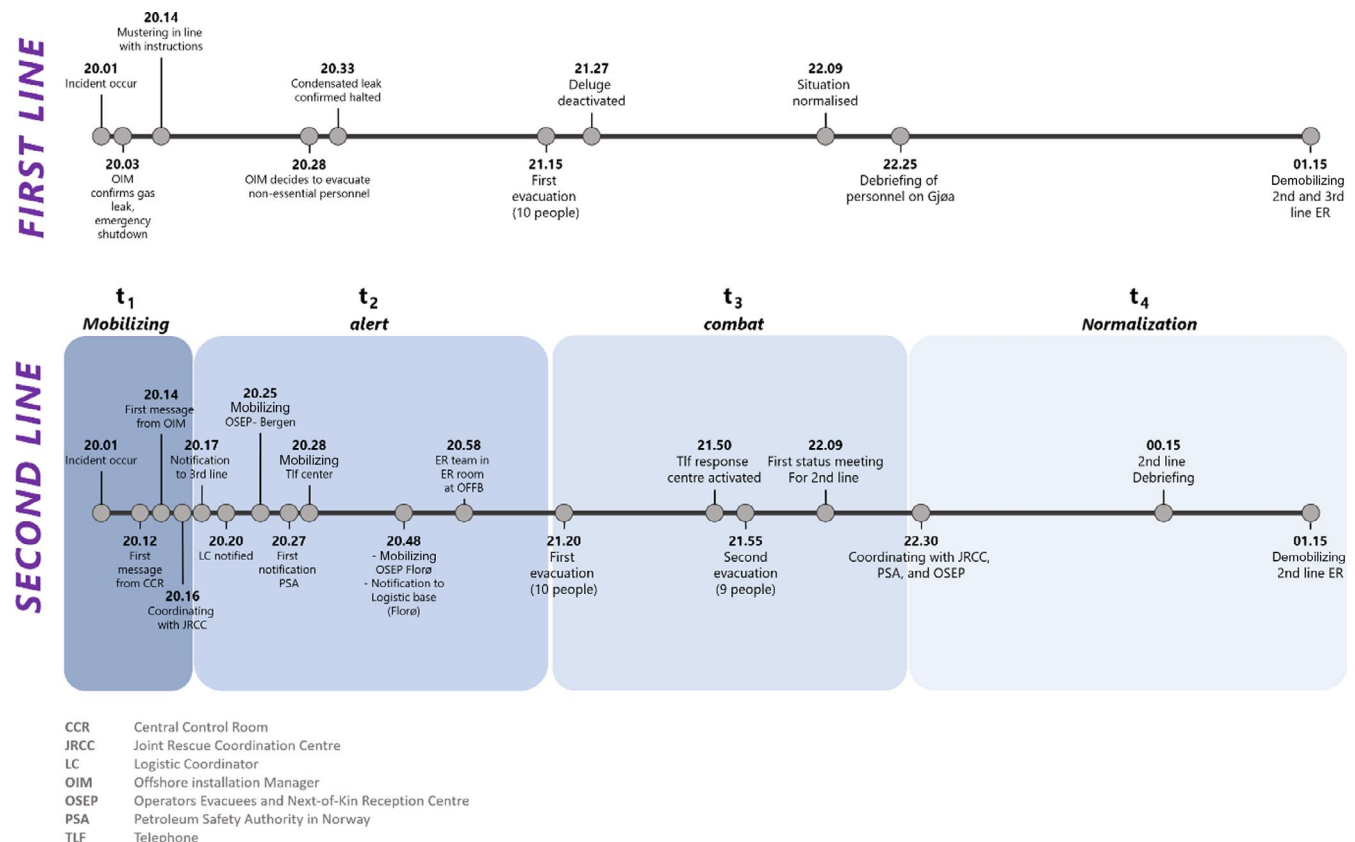 FIRST LINE
20.14
Mustering in line
with instructions
20.01
Incident occur
20.33
Condensated leak
confirmed halted
21.27
Deluge
deactivated
22.09
Situation
normalised
20.03
OIM
confirms gas
leak,
emergency
shutdown
20.28
OIM decides to evacuate
non-essential personnel
21.15
First
evacuation
(10 people)
22.25
Debriefing of
personnel on Gjøa
01.15
Demobilizing
2nd and 3rd
line ER
SECOND LINE
t1
Mobilizing
t2
alert
t3
combat
t4
Normalization
20.01
Incident occur
20.14
First message
from OIM
20.17
Notification
to 3rd line
20.25
Mobilizing
OSEP- Bergen
20.28
Mobilizing
Tlf center
20.58
ER team in
ER room
at OFFB
21.50
Tlf response
centre activated
22.09
First status meeting
For 2nd line
00.15
2nd line
Debriefing
20.12
First
message
from CCR
20.16
Coordinating
with JRCC
20.20
LC notified
20.27
First
notification
PSA
20.48
- Mobilizing
OSEP Florø
- Notification to
Logistic base
(Florø)
21.20
First
evacuation
(10 people)
21.55
Second
evacuation
(9 people)
22.30
Coordinating with JRCC,
PSA, and OSEP
01.15
Demobilizing
2nd line ER
CCR Central Control Room
JRCC Joint Rescue Coordination Centre
LC Logistic Coordinator
OIM Offshore installation Manager
OSEP Operators Evacuees and Next-of-Kin Reception Centre
PSA Petroleum Safety Authority in Norway
TLF Telephone